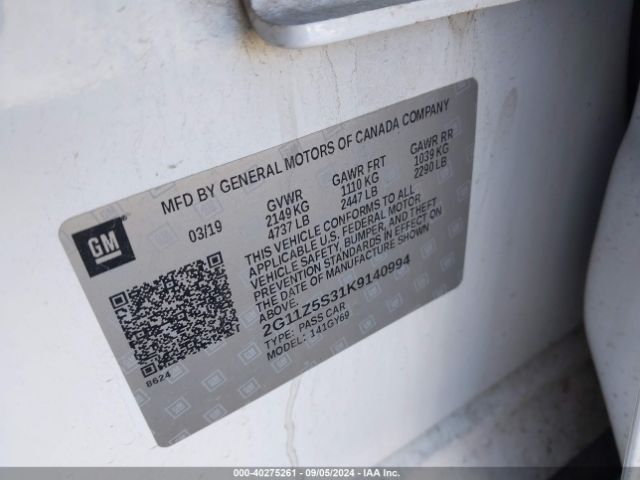 MFD BY GENERAL MOTORS OF CANADA COMPANY
GM
03/19
GVWR
2149 KG
4737 LB
GAWR FRT
1110 KG
2447 LB
GAWR RR
1039 KG
2290 LB
THIS VEHICLE CONFORMS TO ALL
APPLICABLE U.S. FEDERAL MOTOR
VEHICLE SAFETY, BUMPER, AND THEFT
PREVENTION STANDARDS IN EFFECT ON
THE DATE OF MANUFACTURE SHOWN
ABOVE.
2G11Z5S31K9140994
TYPE: PASS CAR
MODEL: 141GY69
8624
000-40275261 - 09/05/2024 - IAA Inc.